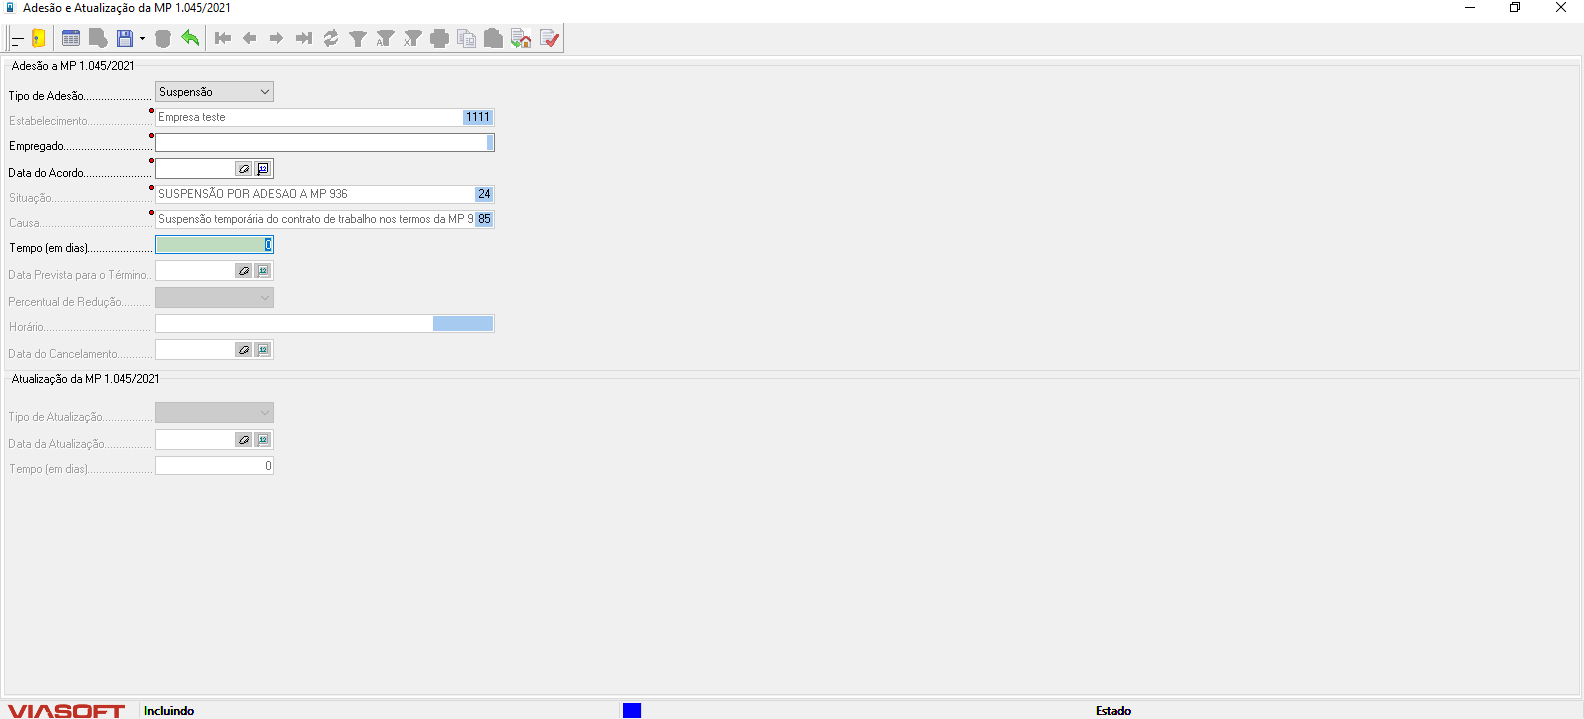 Adesão e Atualização da MP 1.045/2021
Adesão a MP 1.045/2021
Tipo de Adesão....................... Suspensão
Estabelecimento...................... Empresa teste 1111
Empregado............................
Data do Acordo.......................
Situação............................. SUSPENSÃO POR ADESAO A MP 936 24
Causa................................ Suspensão temporária do contrato de trabalho nos termos da MP 9 85
Tempo (em dias)...................... 0
Data Prevista para o Término..
Percentual de Redução..........
Horário..................................
Data do Cancelamento............
Atualização da MP 1.045/2021
Tipo de Atualização.................
Data da Atualização................
Tempo (em dias)...................... 0
VIASOFT Incluindo Estado